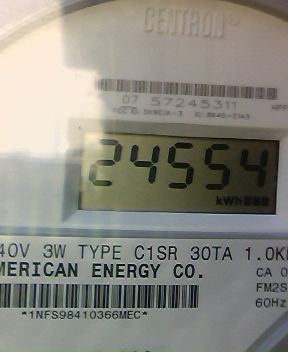 CENTRON®
07 57245311
24554
kWh
40V 3W TYPE C1SR 30TA 1.0K
MERICAN ENERGY CO.
CA 0
FM2S
60Hz
*1NFS98410366MEC*